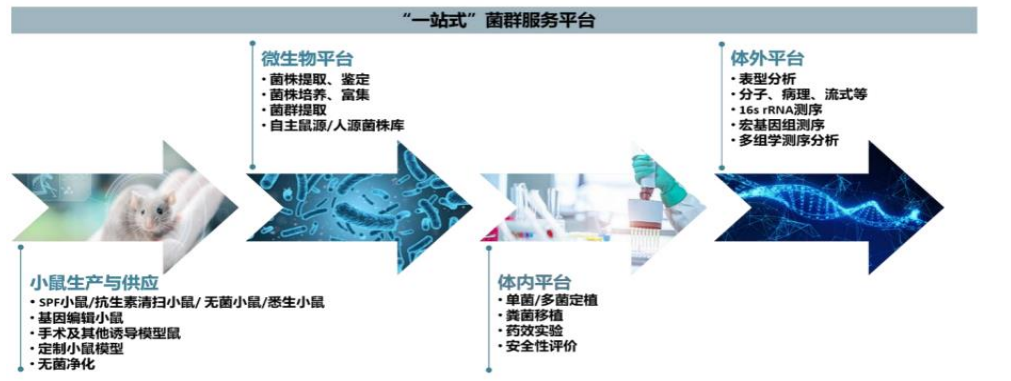 “一站式”菌群服务平台
微生物平台
· 菌株提取、鉴定
· 菌株培养、富集
· 菌群提取
· 自主鼠源/人源菌株库
体外平台
· 表型分析
· 分子、病理、流式等
· 16s rRNA测序
· 宏基因组测序
· 多组学测序分析
小鼠生产与供应
· SPF小鼠/抗生素清扫小鼠/ 无菌小鼠/悉生小鼠
· 基因编辑小鼠
· 手术及其他诱导模型鼠
· 定制小鼠模型
· 无菌净化
体内平台
· 单菌/多菌定植
· 粪菌移植
· 药效实验
· 安全性评价